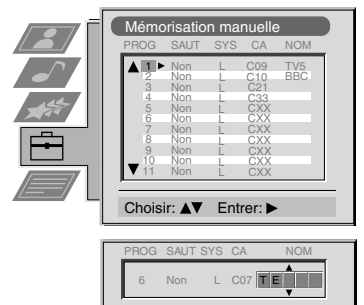 Mémorisation manuelle
PROG SAUT SYS CA NOM
▲ 1 ▶ Non L C09 TV5
2 Non L C10 BBC
3 Non L C21
4 Non L C33
5 Non L CXX
6 Non L CXX
7 Non L CXX
8 Non L CXX
9 Non L CXX
10 Non L CXX
▼ 11 Non L CXX
Choisir: ▲▼ Entrer: ▶
PROG SAUT SYS CA NOM
6 Non L C07 T E